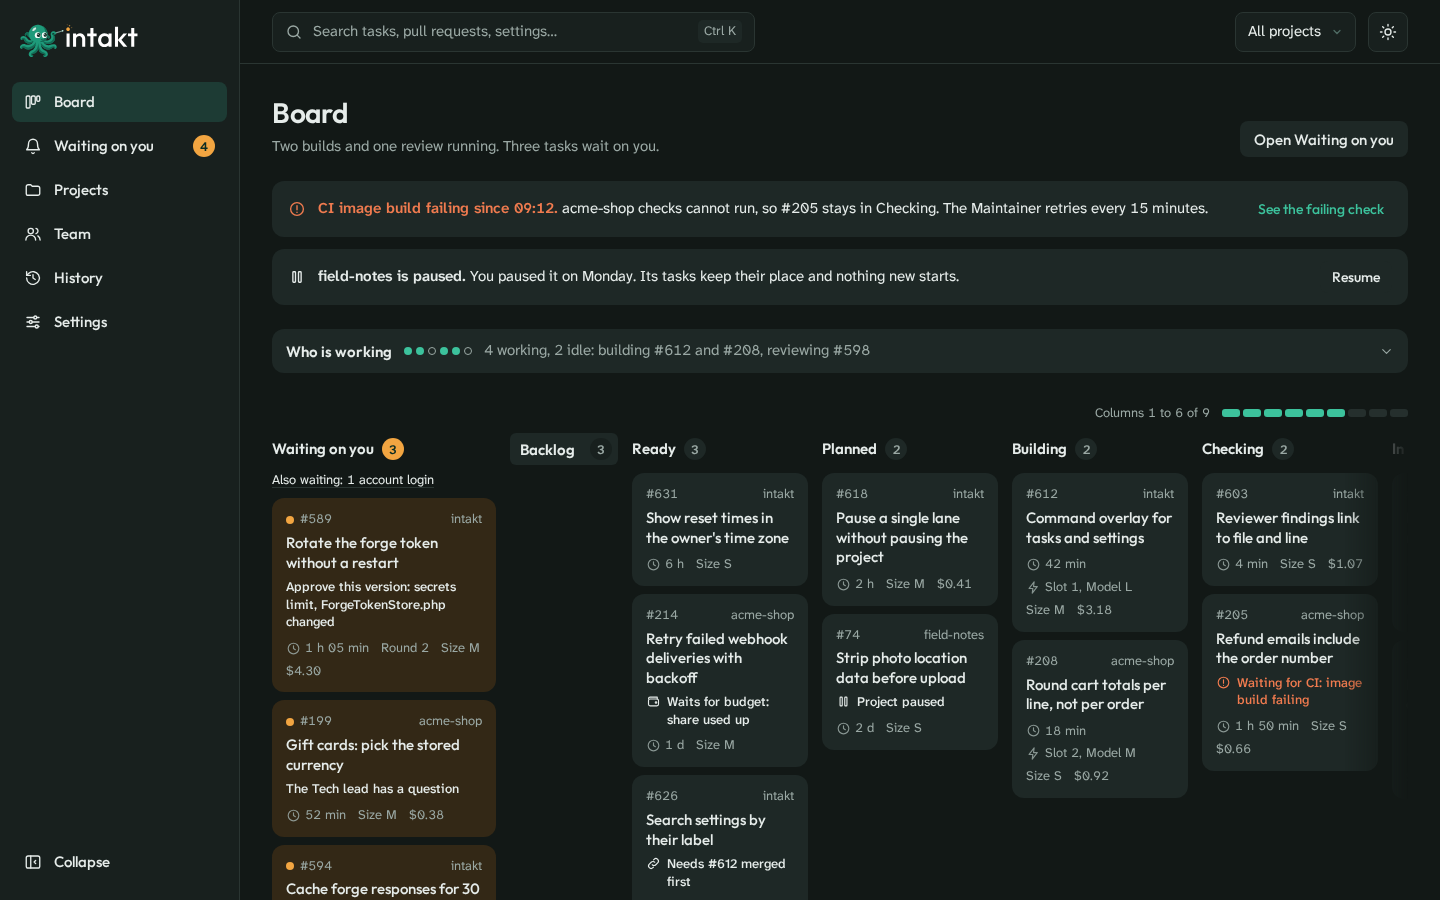 intakt
Search tasks, pull requests, settings...
Ctrl K
All projects
Board
Waiting on you
4
Projects
Team
History
Settings
Collapse
Board
Two builds and one review running. Three tasks wait on you.
Open Waiting on you
CI image build failing since 09:12. acme-shop checks cannot run, so #205 stays in Checking. The Maintainer retries every 15 minutes.
See the failing check
field-notes is paused. You paused it on Monday. Its tasks keep their place and nothing new starts.
Resume
Who is working
4 working, 2 idle: building #612 and #208, reviewing #598
Columns 1 to 6 of 9
Waiting on you 3
Also waiting: 1 account login
#589 intakt
Rotate the forge token
without a restart
Approve this version: secrets
limit, ForgeTokenStore.php
changed
1 h 05 min Round 2 Size M
$4.30
#199 acme-shop
Gift cards: pick the stored
currency
The Tech lead has a question
52 min Size M $0.38
#594 intakt
Cache forge responses for 30
Backlog 3
Ready 3
#631 intakt
Show reset times in
the owner's time zone
6 h Size S
#214 acme-shop
Retry failed webhook
deliveries with
backoff
Waits for budget:
share used up
1 d Size M
#626 intakt
Search settings by
their label
Needs #612 merged
first
Planned 2
#618 intakt
Pause a single lane
without pausing the
project
2 h Size M $0.41
#74 field-notes
Strip photo location
data before upload
Project paused
2 d Size S
Building 2
#612 intakt
Command overlay for
tasks and settings
42 min
Slot 1, Model L
Size M $3.18
#208 acme-shop
Round cart totals per
line, not per order
18 min
Slot 2, Model M
Size S $0.92
Checking 2
#603 intakt
Reviewer findings link
to file and line
4 min Size S $1.07
#205 acme-shop
Refund emails include
the order number
Waiting for CI: image
build failing
1 h 50 min Size S
$0.66
In